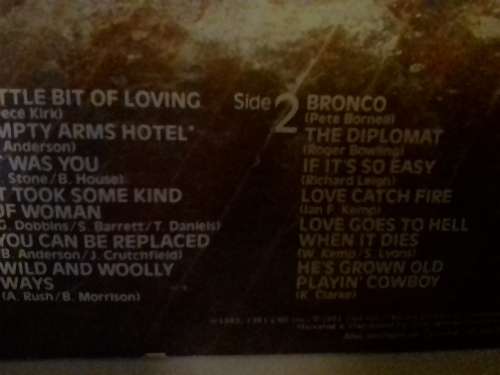 TTLE BIT OF LOVING
ece Kirk)
MPTY ARMS HOTEL*
Anderson)
T WAS YOU
Stone/B. House)
T TOOK SOME KIND
OF WOMAN
G. Dobbins/S. Barrett/T. Daniels)
YOU CAN BE REPLACED
B. Anderson/J. Crutchfield)
WILD AND WOOLLY
WAYS
(A. Rush/B. Morrison)
Side 2
BRONCO
(Pete Bornea)
THE DIPLOMAT
(Roger Bowling)
IF IT'S SO EASY
(Richard Leigh)
LOVE CATCH FIRE
(Ian F. Kemp)
LOVE GOES TO HELL
WHEN IT DIES
(W. Kemp/S. Lyons)
HE'S GROWN OLD
PLAYIN' COWBOY
(K. Clarke)